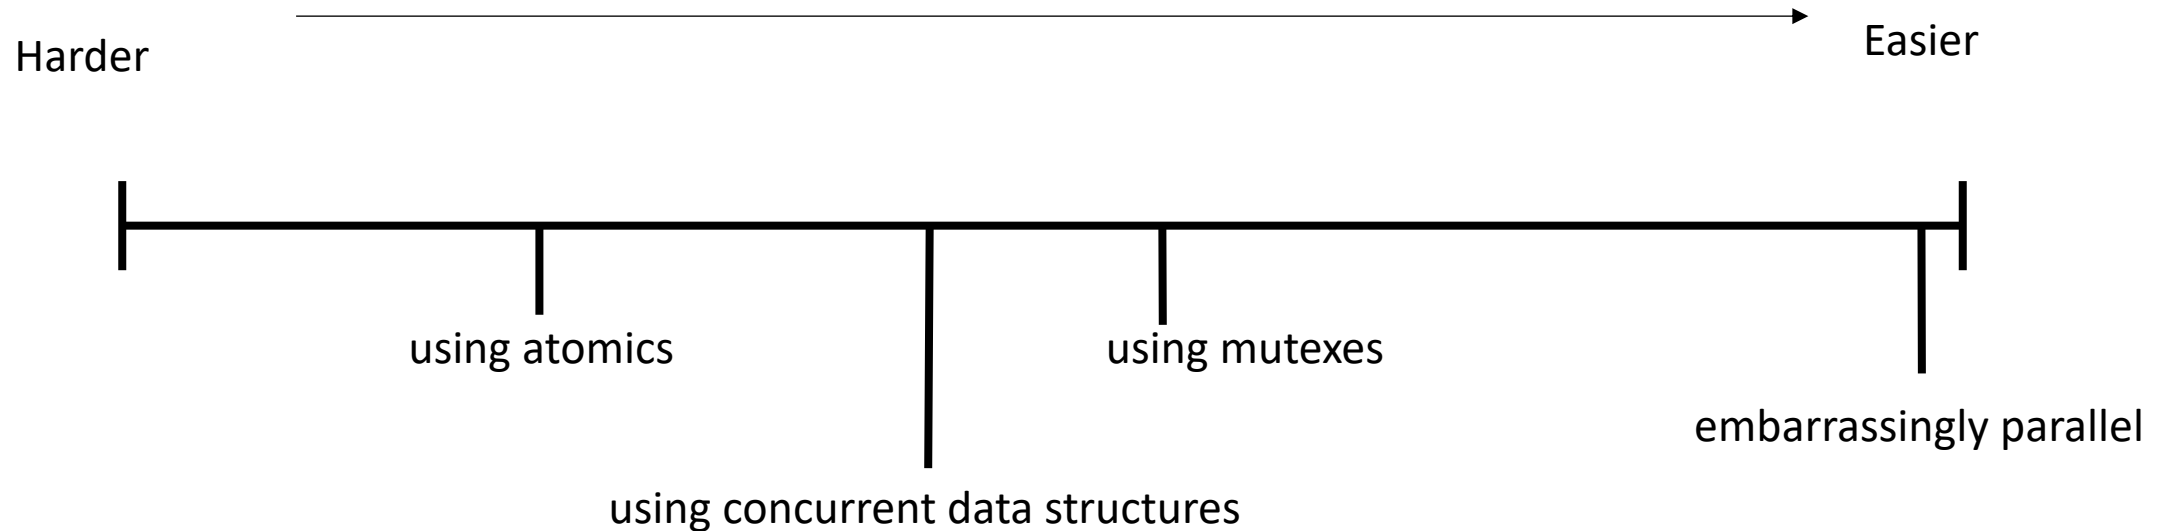 Harder
Easier
using atomics
using mutexes
embarrassingly parallel
using concurrent data structures